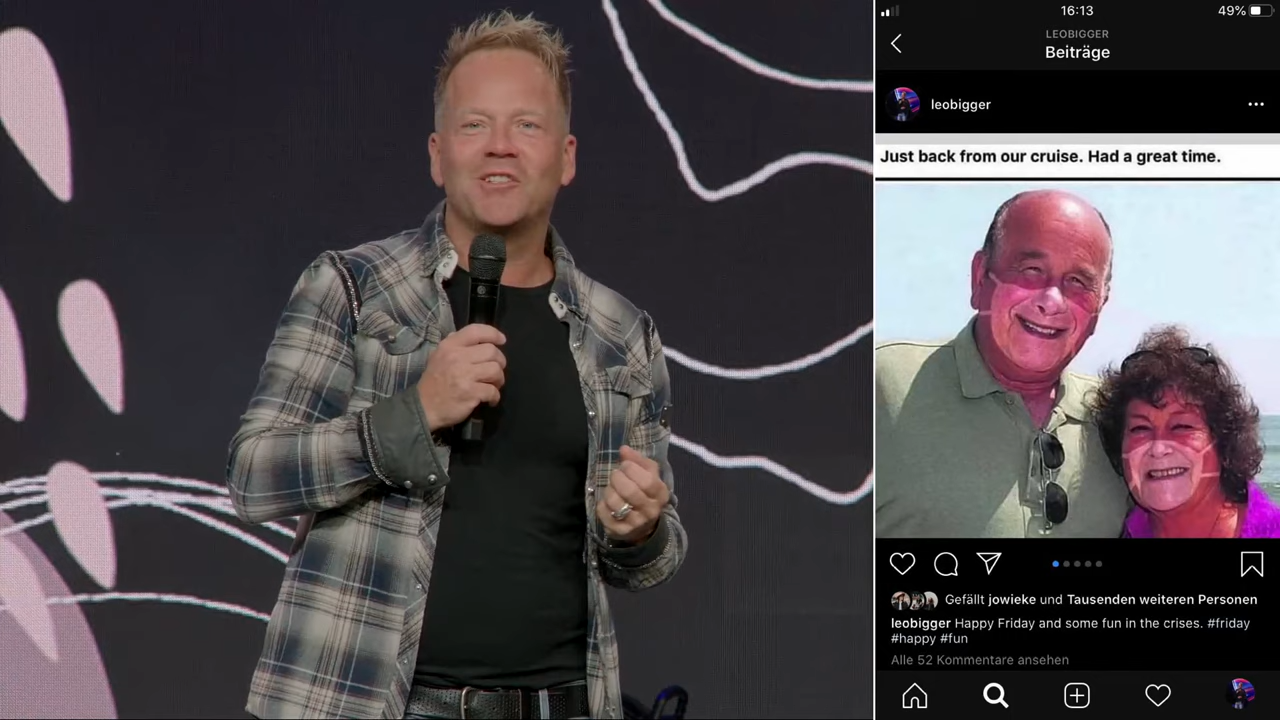 16:13
49%
LEOBIGGER
Beiträge
leobigger
Just back from our cruise. Had a great time.
Gefällt jowieke und Tausenden weiteren Personen
leobigger Happy Friday and some fun in the crises. #friday
#happy #fun
Alle 52 Kommentare ansehen